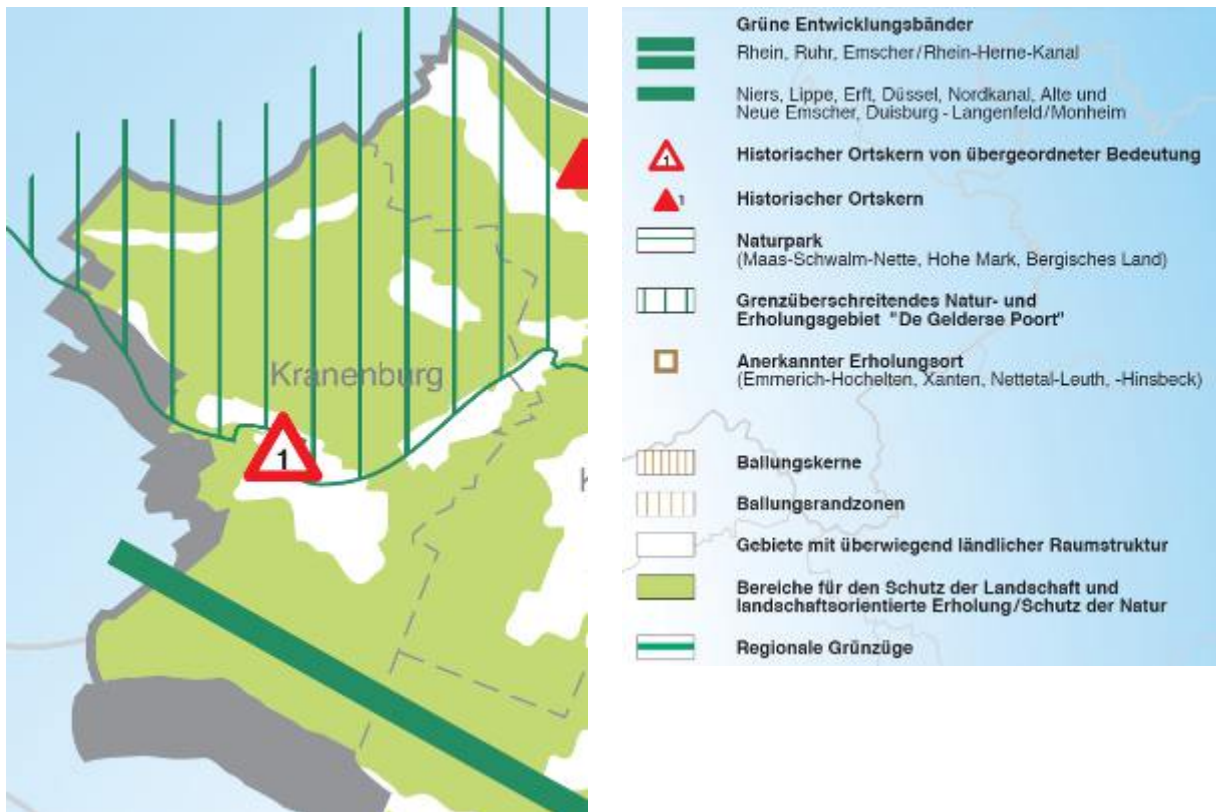 Kranenburg
1
K
Grüne Entwicklungsbänder
Rhein, Ruhr, Emscher/Rhein-Herne-Kanal
Niers, Lippe, Erft, Düssel, Nordkanal, Alte und
Neue Emscher, Duisburg - Langenfeld/Monheim
1
Historischer Ortskern von übergeordneter Bedeutung
1
Historischer Ortskern
Naturpark
(Maas-Schwalm-Nette, Hohe Mark, Bergisches Land)
Grenzüberschreitendes Natur- und
Erholungsgebiet "De Gelderse Poort"
Anerkannter Erholungsort
(Emmerich-Hochelten, Xanten, Nettetal-Leuth, -Hinsbeck)
Ballungskerne
Ballungsrandzonen
Gebiete mit überwiegend ländlicher Raumstruktur
Bereiche für den Schutz der Landschaft und
landschaftsorientierte Erholung/Schutz der Natur
Regionale Grünzüge